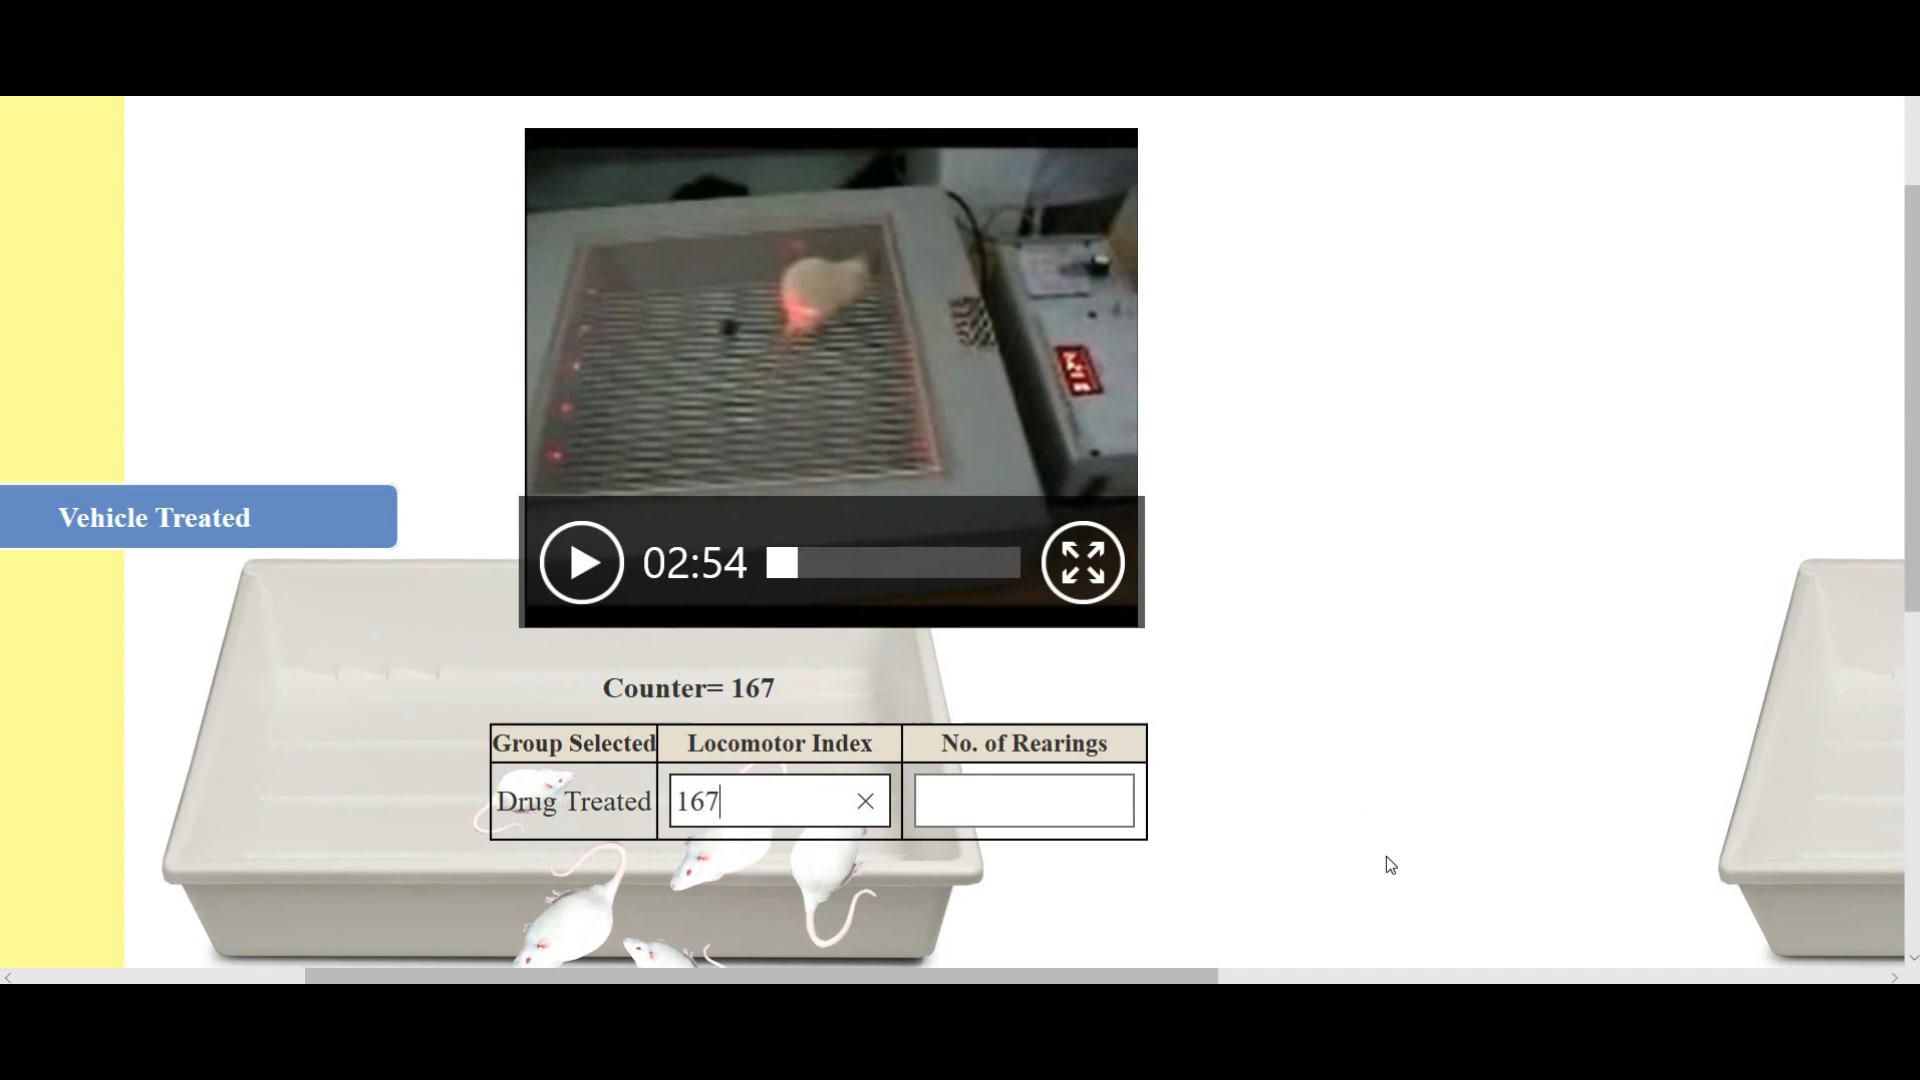 Vehicle Treated
02:54
Counter= 167
Group Selected Locomotor Index No. of Rearings
Drug Treated 167